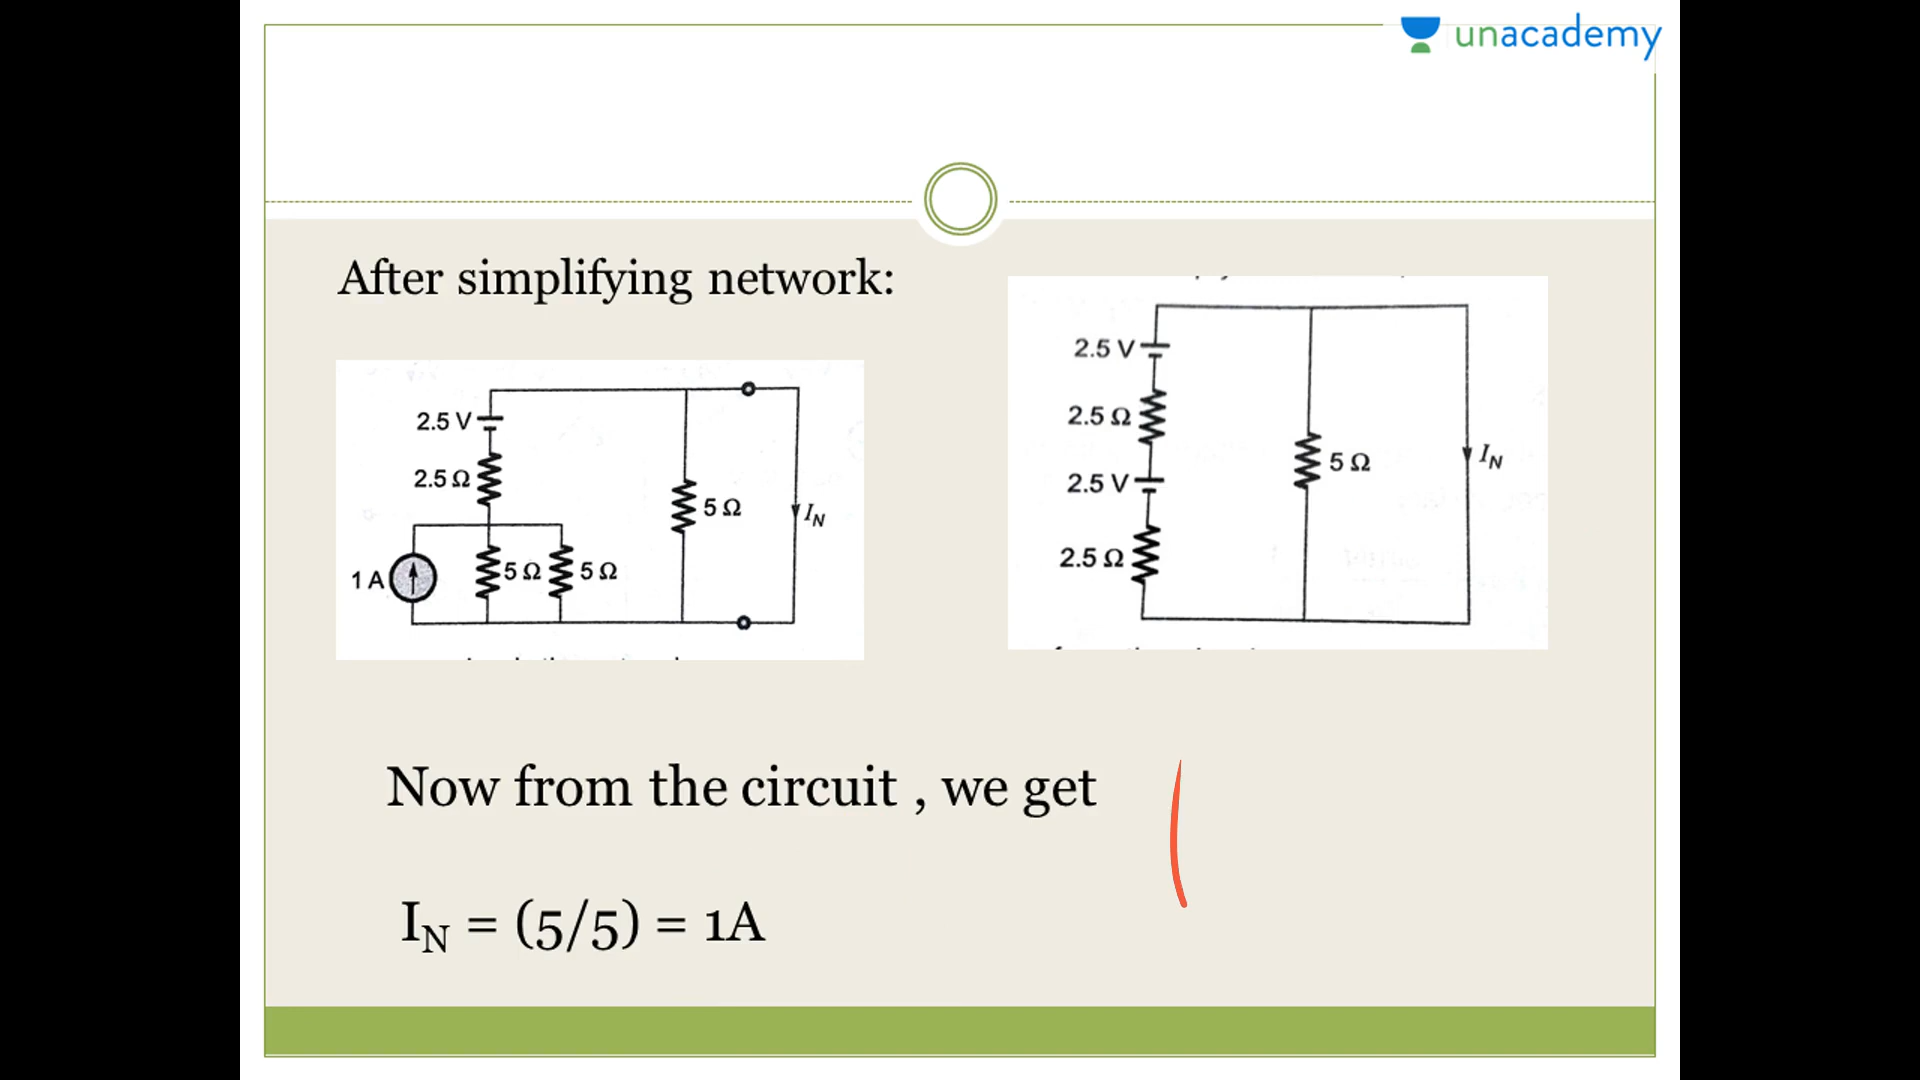 unacademy
After simplifying network:
2.5 V
2.5 Ω
1 A
5 Ω
5 Ω
5 Ω
I_N
2.5 V
2.5 Ω
2.5 V
2.5 Ω
5 Ω
I_N
Now from the circuit , we get
I_N = (5/5) = 1A